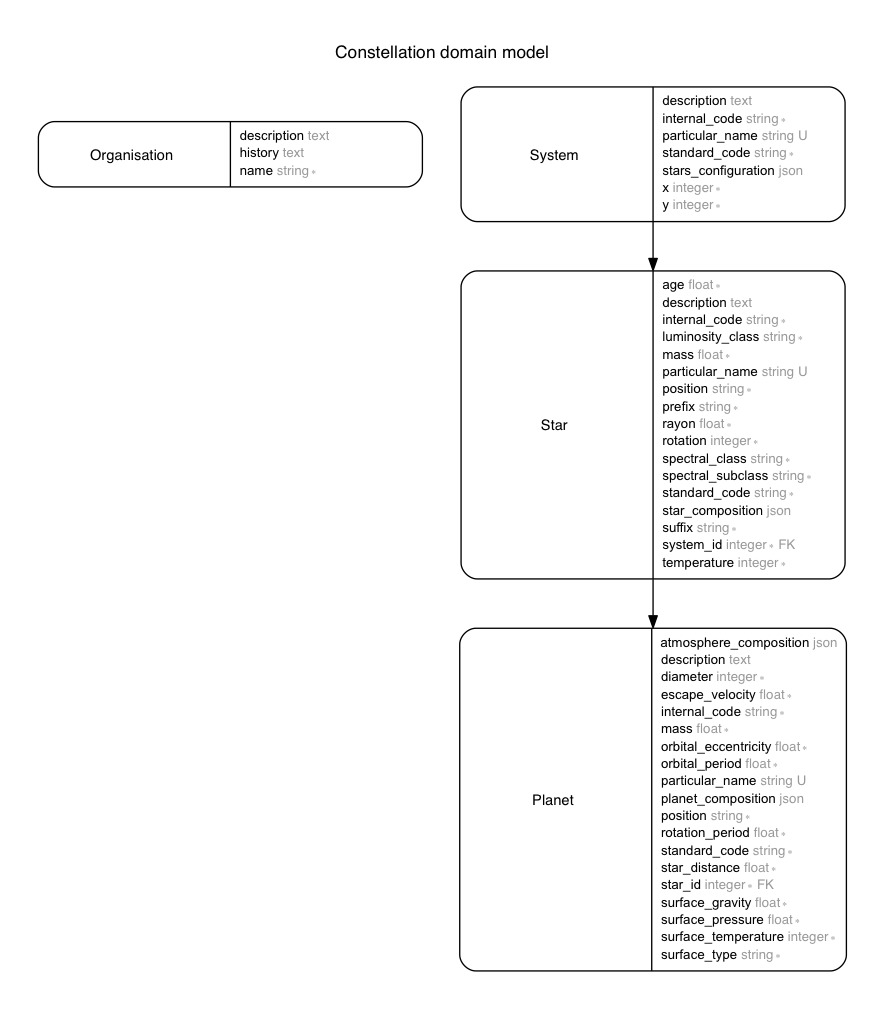 Constellation domain model
Organisation
description text
history text
name string *
System
description text
internal_code string *
particular_name string U
standard_code string *
stars_configuration json
x integer *
y integer *
Star
age float *
description text
internal_code string *
luminosity_class string *
mass float *
particular_name string U
position string *
prefix string *
rayon float *
rotation integer *
spectral_class string *
spectral_subclass string *
standard_code string *
star_composition json
suffix string *
system_id integer * FK
temperature integer *
Planet
atmosphere_composition json
description text
diameter integer *
escape_velocity float *
internal_code string *
mass float *
orbital_eccentricity float *
orbital_period float *
particular_name string U
planet_composition json
position string *
rotation_period float *
standard_code string *
star_distance float *
star_id integer * FK
surface_gravity float *
surface_pressure float *
surface_temperature integer *
surface_type string *